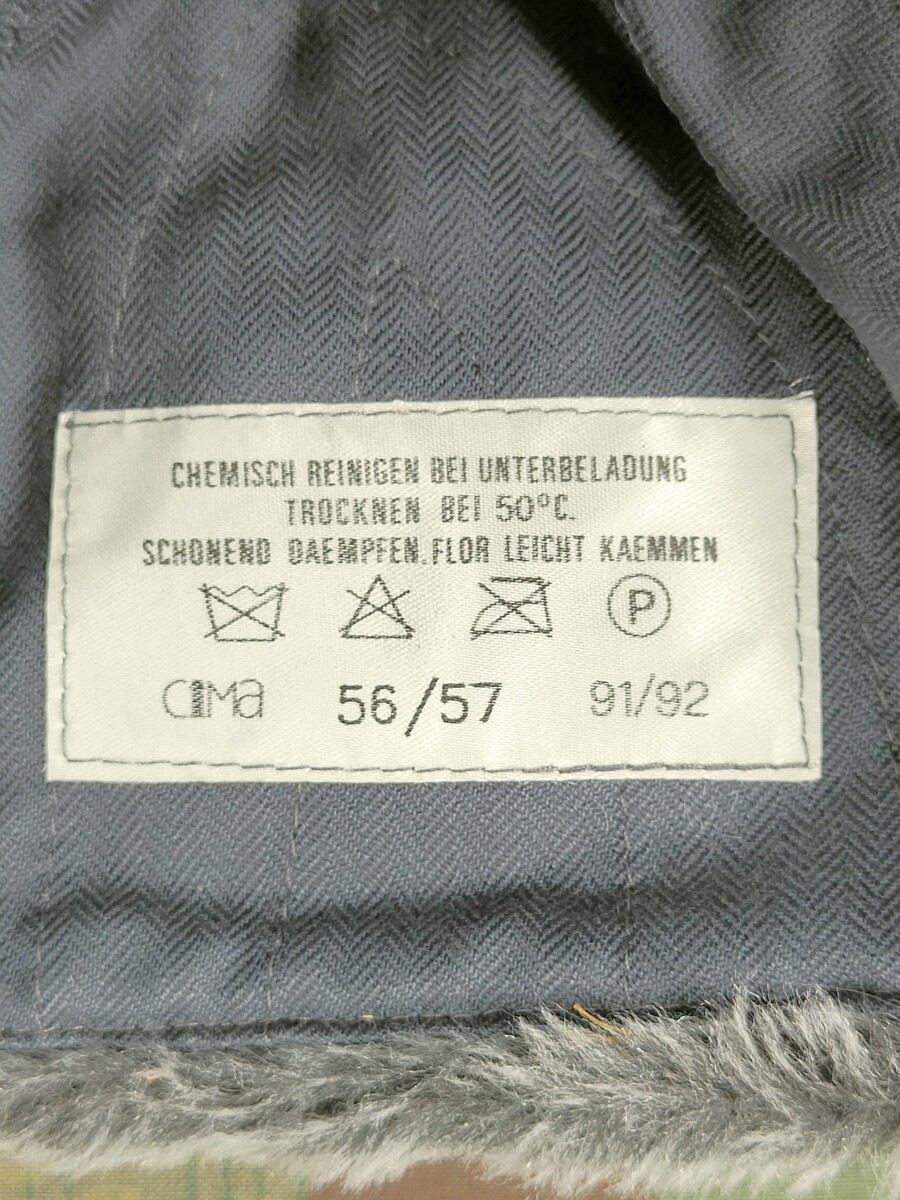 CHEMISCH REINIGEN BEI UNTERBELADUNG
TROCKNEN BEI 50°C.
SCHONEND DAEMPFEN. FLOR LEICHT KAEMMEN
P
CIMa 56/57 91/92